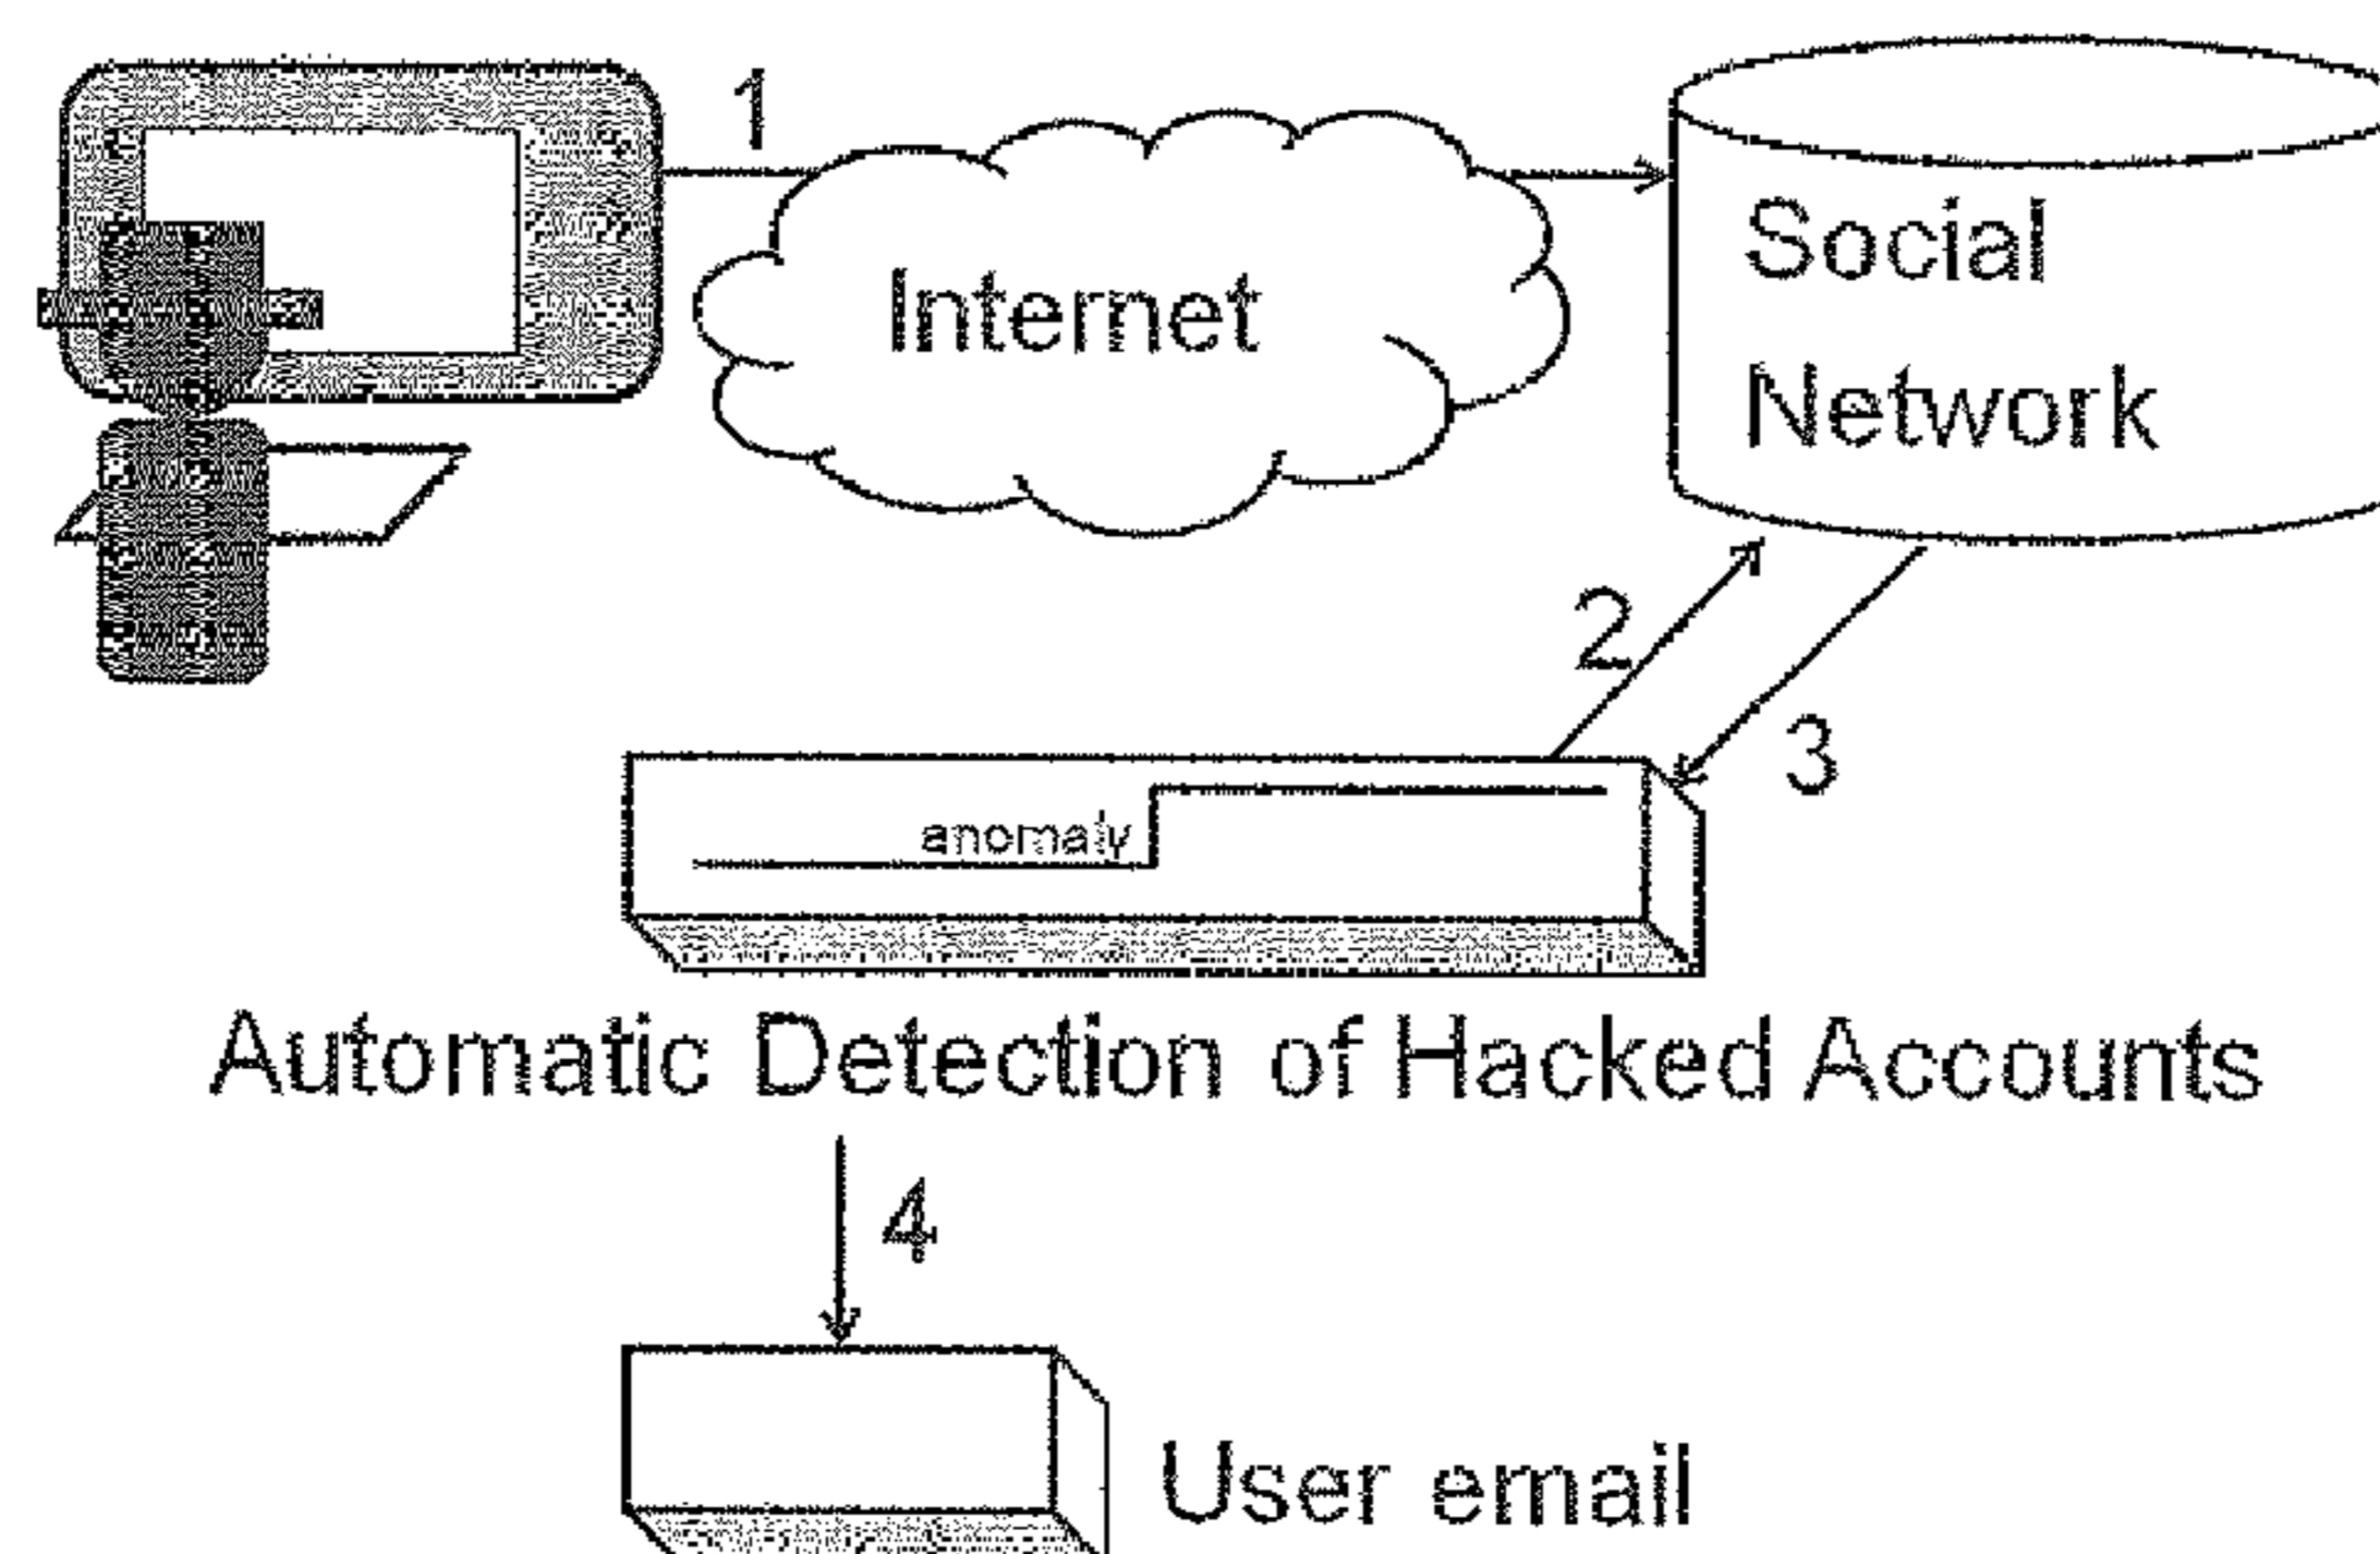 1
Internet
Social
Network
2
3
anomaly
Automatic Detection of Hacked Accounts
4
User email